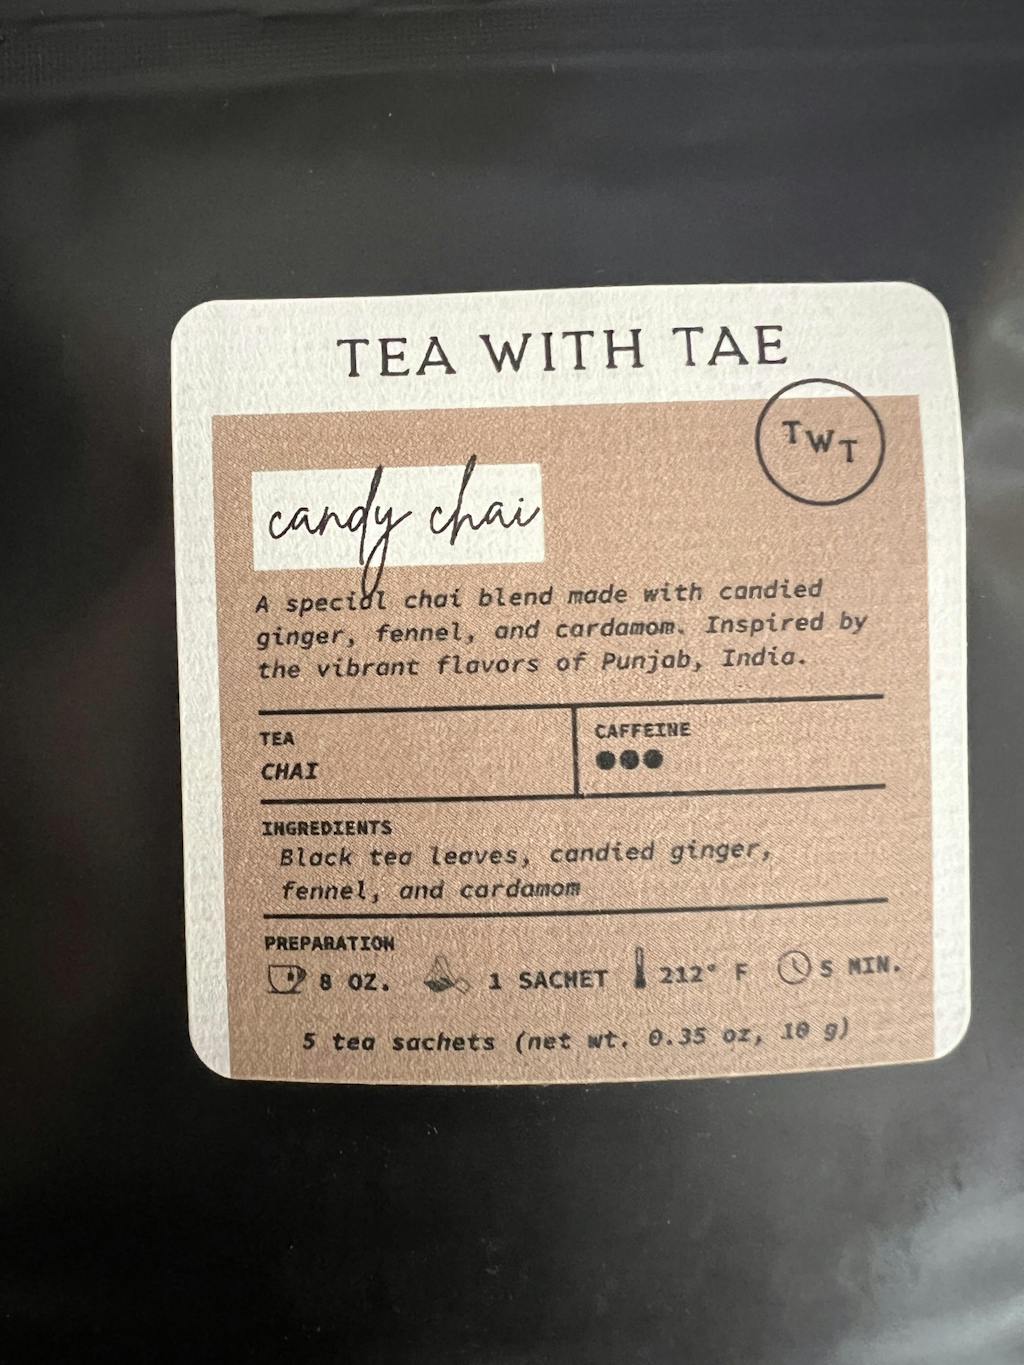 TEA WITH TAE
TWT
candy chai
A special chai blend made with candied
ginger, fennel, and cardamom. Inspired by
the vibrant flavors of Punjab, India.
TEA
CHAI
CAFFEINE
INGREDIENTS
Black tea leaves, candied ginger,
fennel, and cardamom
PREPARATION
8 OZ. 1 SACHET 212° F 5 MIN.
5 tea sachets (net wt. 0.35 oz, 10 g)